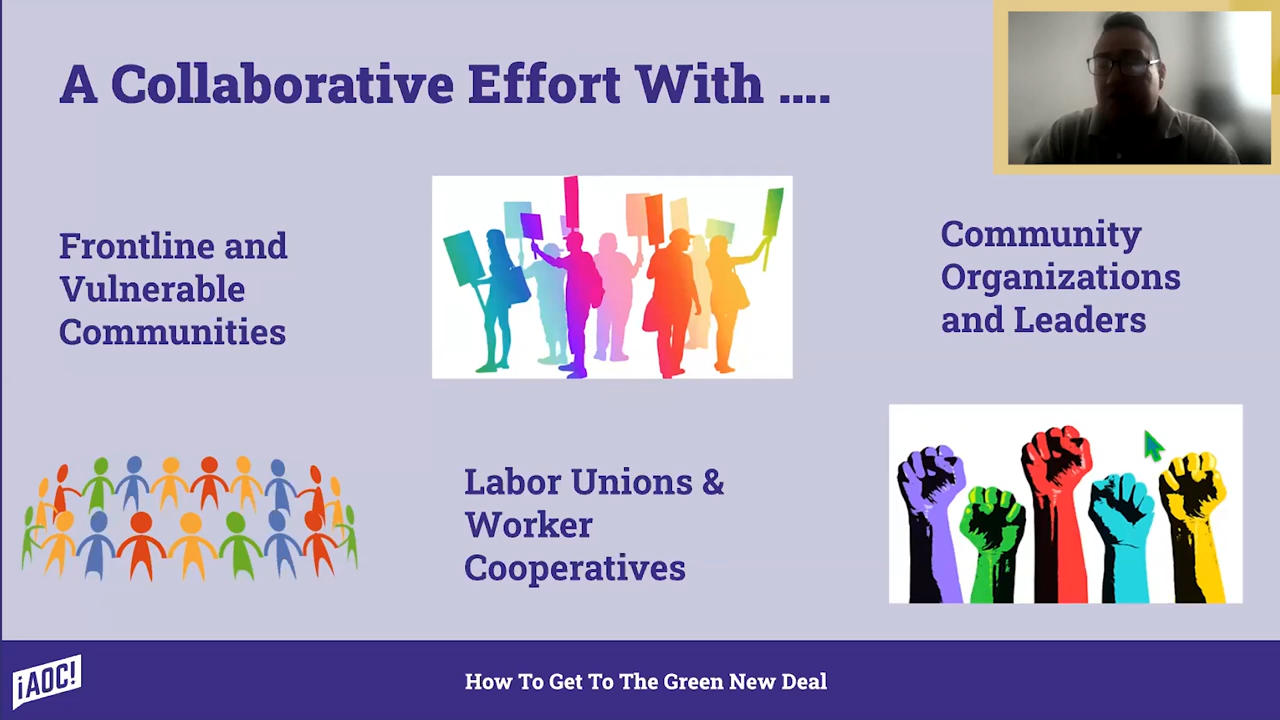 A Collaborative Effort With ....
Frontline and
Vulnerable
Communities
Community
Organizations
and Leaders
Labor Unions &
Worker
Cooperatives
¡AOC!
How To Get To The Green New Deal